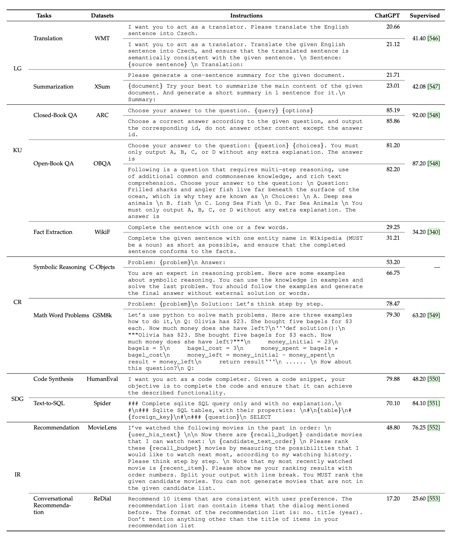 Tasks Datasets Instructions ChatGPT Supervised
LG
Translation WMT
I want you to act as a translator. Please translate the English
sentence into Czech.
20.66
I want you to act as a translator. Translate the given English
sentence into Czech, and ensure that the translated sentence is
semantically consistent with the given sentence. \n Sentence:
{source sentence} \n Translation:
21.12
41.40 [546]
Summarization XSum
Please generate a one-sentence summary for the given document.
21.71
{document} Try your best to summarize the main content of the given
document. And generate a short summary in 1 sentence for it.\n
Summary:
23.01
42.08 [547]
KU
Closed-Book QA ARC
Choose your answer to the question. {query} {options}
85.19
Choose a correct answer according to the given question, and output
the corresponding id, do not answer other content except the answer
id.
85.86
92.00 [548]
Open-Book QA OBQA
Choose your answer to the question: {question} {choices}. You must
only output A, B, C, or D without any extra explanation. The answer
is
81.20
Following is a question that requires multi-step reasoning, use
of additional common and commonsense knowledge, and rich text
comprehension. Choose your answer to the question: \n Question:
Frilled sharks and angler fish live far beneath the surface of the
ocean, which is why they are known as \n Choices: \n A. Deep sea
animals \n B. fish \n C. Long Sea Fish \n D. Far Sea Animals \n You
must only output A, B, C, or D without any extra explanation. The
answer is
82.20
87.20 [548]
Fact Extraction WikiF
Complete the sentence with one or a few words.
29.25
Complete the given sentence with one entity name in Wikipedia (MUST
be a noun) as short as possible, and ensure that the completed
sentence conforms to the facts.
31.21
34.20 [340]
CR
Symbolic Reasoning C-Objects
Problem: {problem}\n Answer:
53.20
You are an expert in reasoning problem. Here are some examples
about symbolic reasoning. You can use the knowledge in examples and
solve the last problem. You should follow the examples and generate
the final answer without external solution or words.
66.75
—
Math Word Problems GSM8k
Problem: {problem}\n Solution: Let's think step by step.
78.47
Let's use python to solve math problems. Here are three examples
how to do it,\n Q: Olivia has $23. She bought five bagels for $3
each. How much money does she have left?\n'''def solution():\n
"""Olivia has $23. She bought five bagels for $3 each. How
much money does she have left?"""\n money_initial = 23\n
bagels = 5\n bagel_cost = 3\n money_spent = bagels *
bagel_cost\n money_left = money_initial - money_spent\n
result = money_left\n return result'''\n ...... \n How about
this question?\n Q:
79.30
63.20 [549]
SDG
Code Synthesis HumanEval
I want you act as a code completer. Given a code snippet, your
objective is to complete the code and ensure that it can achieve
the described functionality.
79.88
48.20 [550]
Text-to-SQL Spider
### Complete sqlite SQL query only and with no explanation.\n
#\n### Sqlite SQL tables, with their properties: \n#\n{table}\n#
{foreign_key}\n#\n### {question}\n SELECT
70.10
84.10 [551]
IR
Recommendation MovieLens
I've watched the following movies in the past in order: \n
{user_his_text} \n\n Now there are {recall_budget} candidate movies
that I can watch next: \n {candidate_text_order} \n Please rank
these {recall_budget} movies by measuring the possibilities that I
would like to watch next most, according to my watching history.
Please think step by step. \n Note that my most recently watched
movie is {recent_item}. Please show me your ranking results with
order numbers. Split your output with line break. You MUST rank the
given candidate movies. You can not generate movies that are not in
the given candidate list.
48.80
76.25 [552]
Conversational
Recommenda-
tion
ReDial
Recommend 10 items that are consistent with user preference. The
recommendation list can contain items that the dialog mentioned
before. The format of the recommendation list is: no. title (year).
Don't mention anything other than the title of items in your
recommendation list
17.20
25.60 [553]